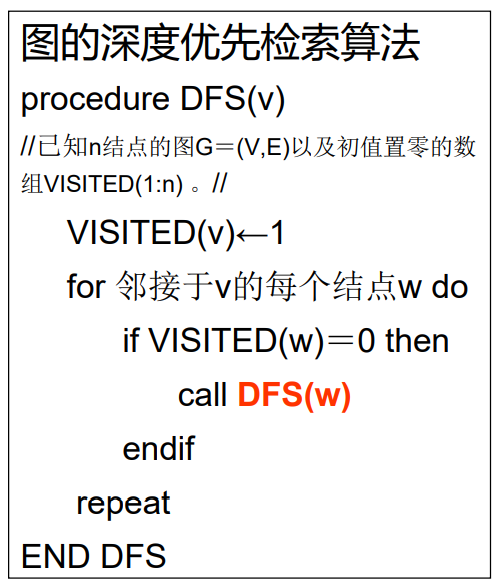 图的深度优先检索算法
procedure DFS(v)
//已知n结点的图G＝(V,E)以及初值置零的数
组VISITED(1:n) 。//
VISITED(v)←1
for 邻接于v的每个结点w do
if VISITED(w)＝0 then
call DFS(w)
endif
repeat
END DFS